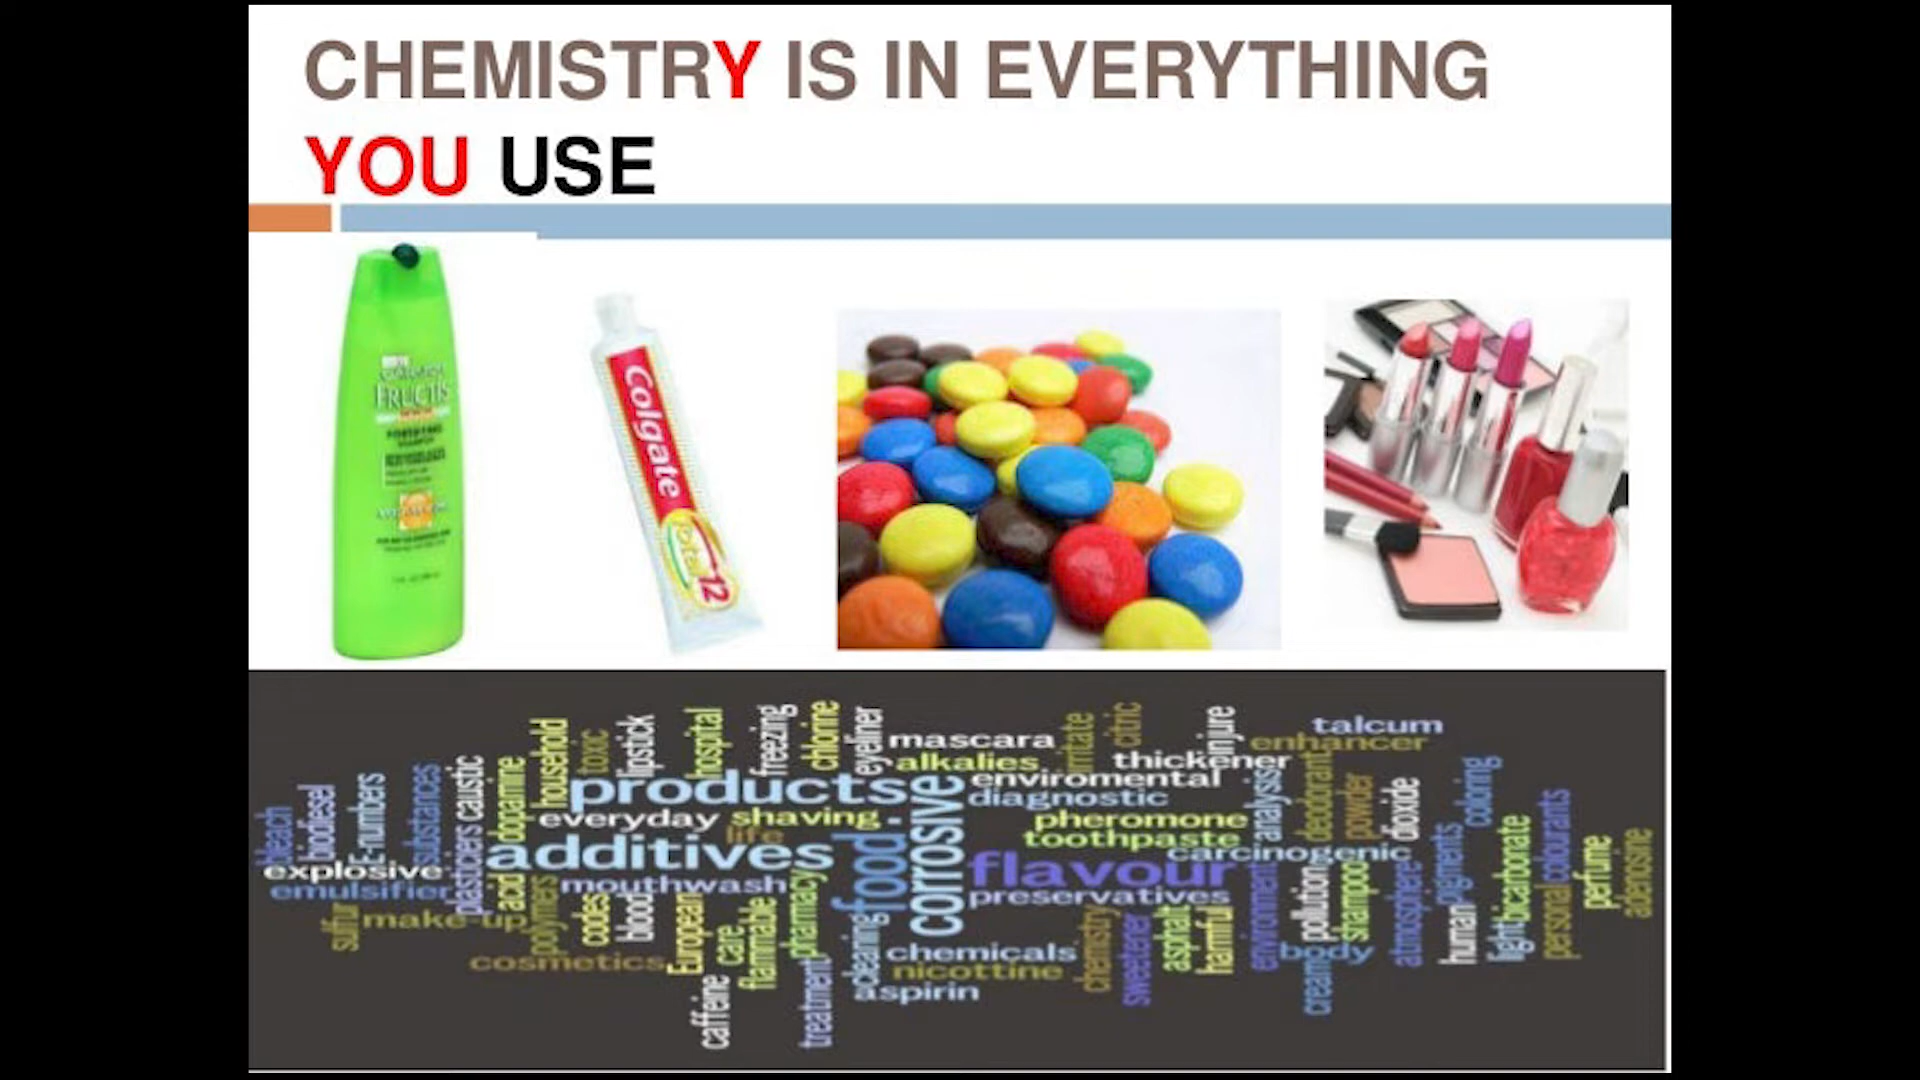 CHEMISTRY IS IN EVERYTHING
YOU USE
FRUCTIS
Colgate
Total 12
bleach
biodiesel
E-numbers
substances
caustic
plasticiers
explosive
emulsifier
sulfur
make-up
acid
dopamine
household
toxic
lipstick
hospital
freezing
chlorine
eyeliner
mascara
alkalies
products
everyday
shaving
life
additives
mouthwash
polymes
codes
blood
European
care
flammable
pharmacy
cosmetics
caffeine
treatment
food
corrosive
cleaning
chemicals
nicottine
aspirin
irritate
citric
injure
thickener
enviromental
diagnostic
pheromone
toothpaste
carcinogenic
flavour
preservatives
chemistry
sweetener
asphalt
harmful
environment
analysis
talcum
enhancer
deodorant
powder
dioxide
pollution
shampoo
body
cream
atmosphere
pigments
coloring
human
light
bicarbonate
personal
colourants
perfume
adenosine